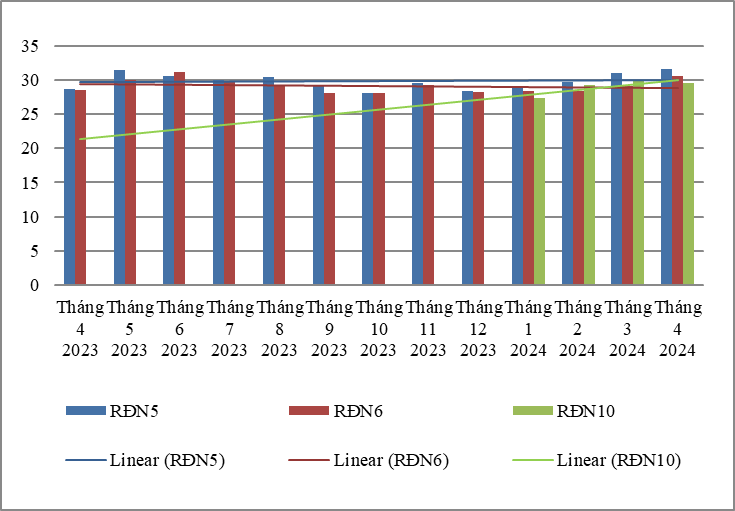 35
30
25
20
15
10
5
0
Tháng 4 2023
Tháng 5 2023
Tháng 6 2023
Tháng 7 2023
Tháng 8 2023
Tháng 9 2023
Tháng 10 2023
Tháng 11 2023
Tháng 12 2023
Tháng 1 2024
Tháng 2 2024
Tháng 3 2024
Tháng 4 2024
RĐN5
RĐN6
RĐN10
Linear (RĐN5)
Linear (RĐN6)
Linear (RĐN10)